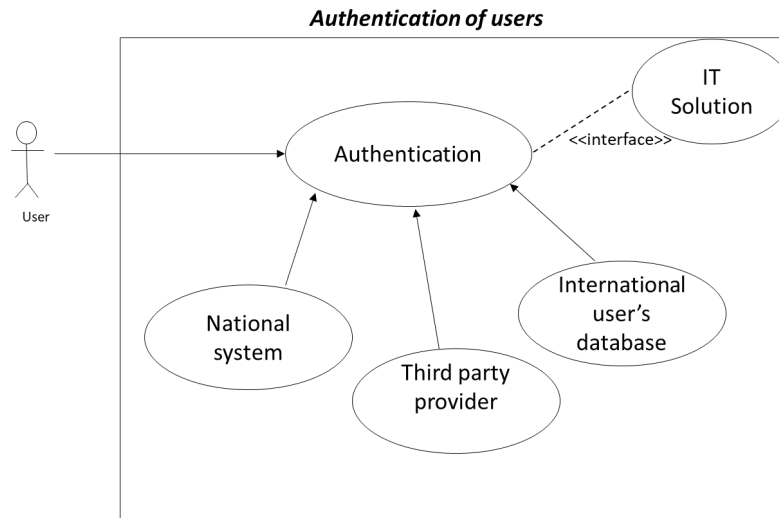 Authentication of users
IT
Solution
<<interface>>
Authentication
User
National
system
Third party
provider
International
user’s
database